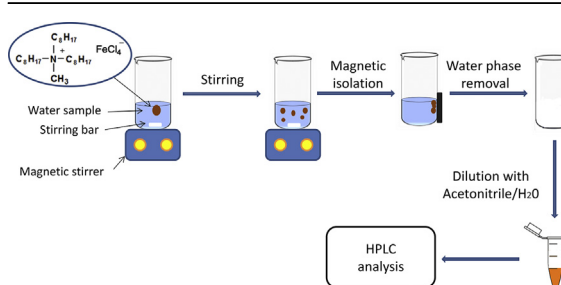 C₈H₁₇
C₈H₁₇–N⁺–C₈H₁₇ FeCl₄⁻
CH₃
Stirring
Magnetic
isolation
Water phase
removal
Water sample
Stirring bar
Magnetic stirrer
Dilution with
Acetonitrile/H₂0
HPLC
analysis